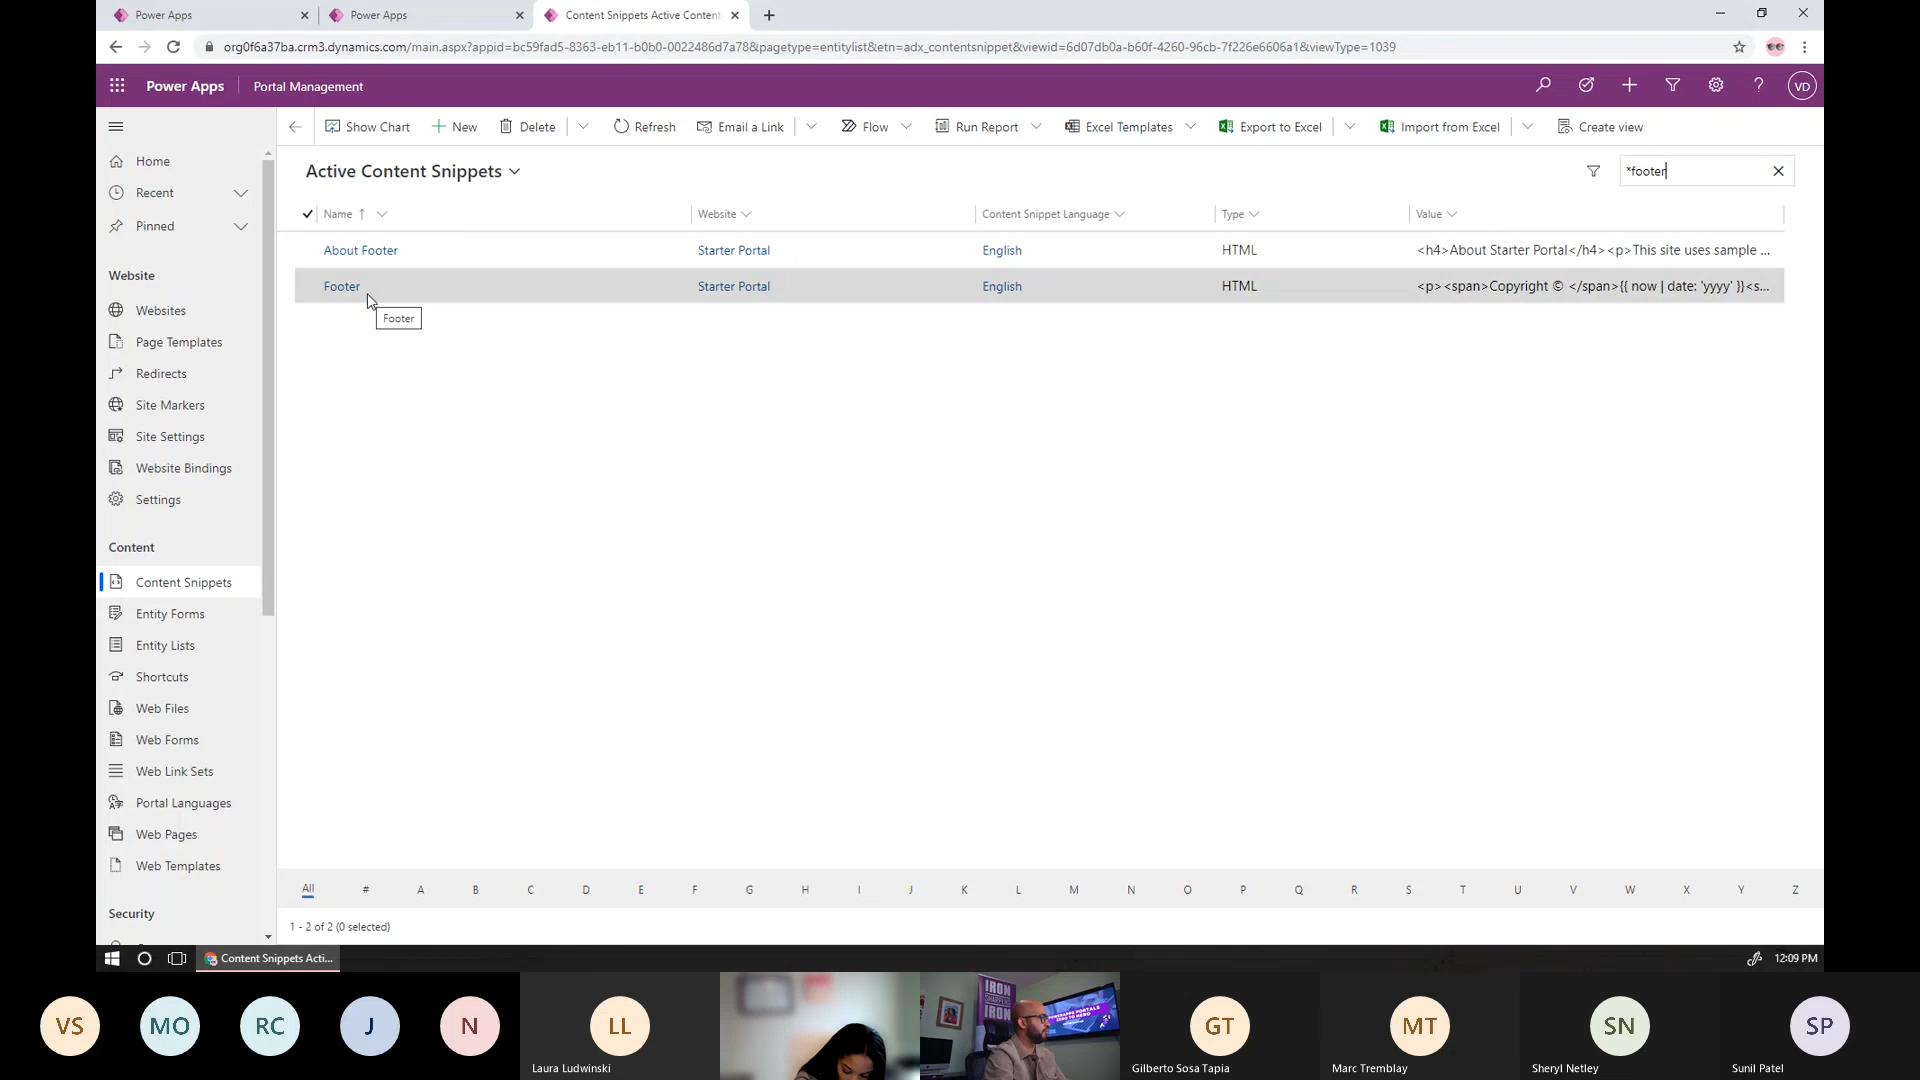 Power Apps
Power Apps
Content Snippets Active Content
org0f6a37ba.crm3.dynamics.com/main.aspx?appid=bc59fad5-8363-eb11-b0b0-0022486d7a78&pagetype=entitylist&etn=adx_contentsnippet&viewid=6d07db0a-b60f-4260-96cb-7f226e6606a1&viewType=1039
Power Apps Portal Management VD
Show Chart New Delete Refresh Email a Link Flow Run Report Excel Templates Export to Excel Import from Excel Create view
Home
Recent
Pinned
Website
Websites
Page Templates
Redirects
Site Markers
Site Settings
Website Bindings
Settings
Content
Content Snippets
Entity Forms
Entity Lists
Shortcuts
Web Files
Web Forms
Web Link Sets
Portal Languages
Web Pages
Web Templates
Security
Active Content Snippets
*footer
Name ↑ Website Content Snippet Language Type Value
About Footer Starter Portal English HTML <h4>About Starter Portal</h4><p>This site uses sample ...
Footer Starter Portal English HTML <p><span>Copyright © </span>{{ now | date: 'yyyy' }}<s...
Footer
All # A B C D E F G H I J K L M N O P Q R S T U V W X Y Z
1 - 2 of 2 (0 selected)
Content Snippets Acti...
12:09 PM
VS MO RC J N LL GT MT SN SP
IRON
SHARPENS
IRON
POWERAPPS PORTALS
ZERO TO HERO
Laura Ludwinski
Gilberto Sosa Tapia
Marc Tremblay
Sheryl Netley
Sunil Patel